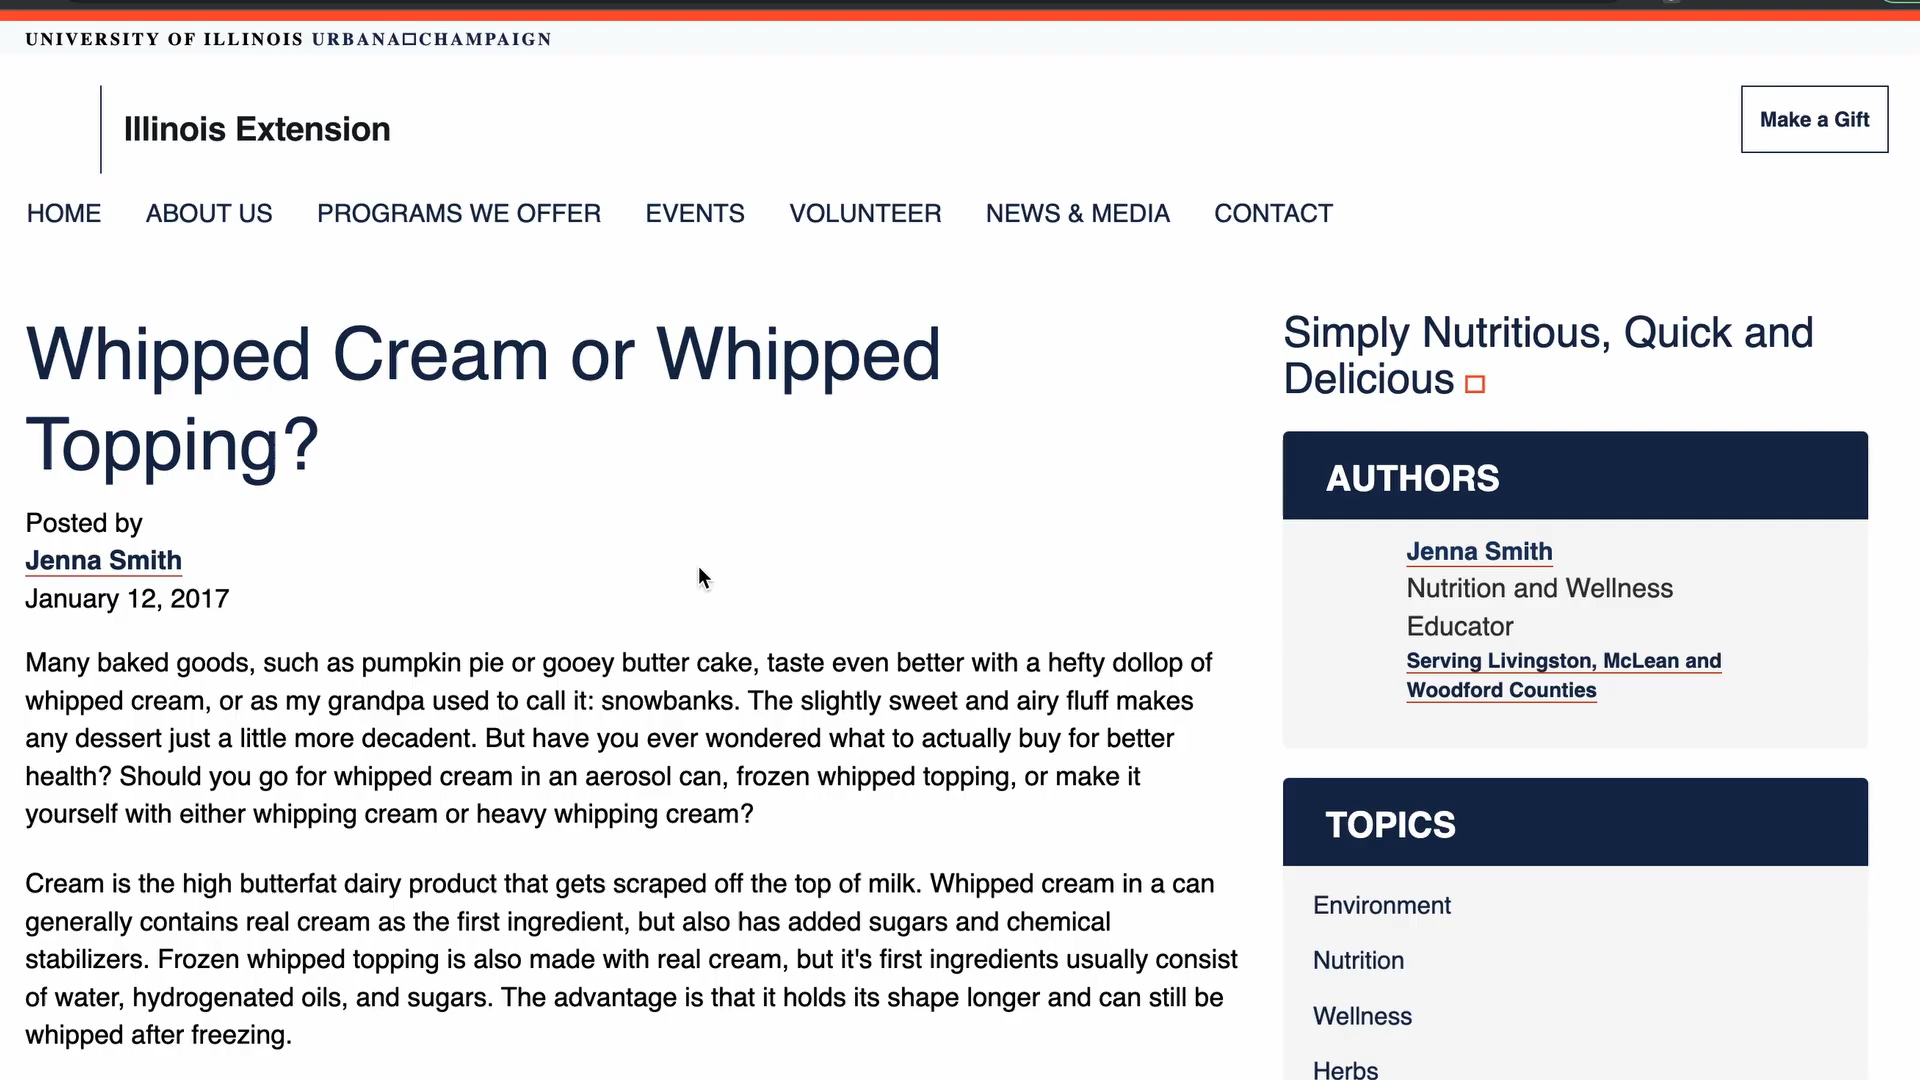 UNIVERSITY OF ILLINOIS URBANA□CHAMPAIGN
Illinois Extension
Make a Gift
HOME ABOUT US PROGRAMS WE OFFER EVENTS VOLUNTEER NEWS & MEDIA CONTACT
Whipped Cream or Whipped
Topping?
Posted by
Jenna Smith
January 12, 2017
Many baked goods, such as pumpkin pie or gooey butter cake, taste even better with a hefty dollop of
whipped cream, or as my grandpa used to call it: snowbanks. The slightly sweet and airy fluff makes
any dessert just a little more decadent. But have you ever wondered what to actually buy for better
health? Should you go for whipped cream in an aerosol can, frozen whipped topping, or make it
yourself with either whipping cream or heavy whipping cream?
Cream is the high butterfat dairy product that gets scraped off the top of milk. Whipped cream in a can
generally contains real cream as the first ingredient, but also has added sugars and chemical
stabilizers. Frozen whipped topping is also made with real cream, but it's first ingredients usually consist
of water, hydrogenated oils, and sugars. The advantage is that it holds its shape longer and can still be
whipped after freezing.
Simply Nutritious, Quick and
Delicious □
AUTHORS
Jenna Smith
Nutrition and Wellness
Educator
Serving Livingston, McLean and
Woodford Counties
TOPICS
Environment
Nutrition
Wellness
Herbs